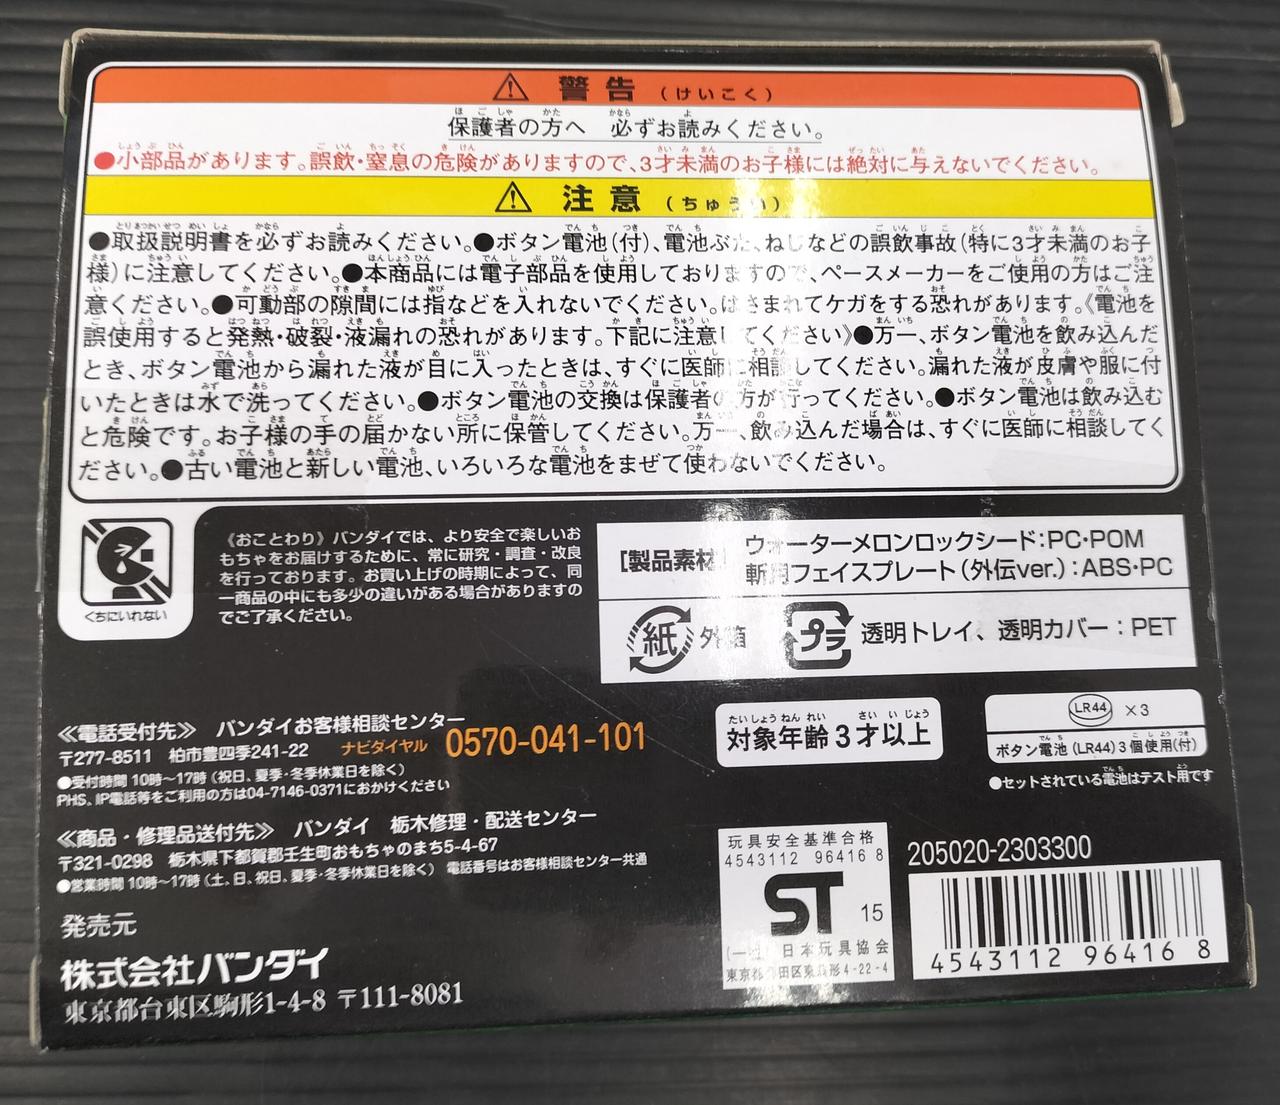 ⚠ 警告 (けいこく)
保護者の方へ 必ずお読みください。
●小部品があります。誤飲・窒息の危険がありますので、3才未満のお子様には絶対に与えないでください。
⚠ 注意 (ちゅうい)
●取扱説明書を必ずお読みください。●ボタン電池(付)、電池ぶた、ねじなどの誤飲事故(特に3才未満のお子
様)に注意してください。●本商品には電子部品を使用しておりますので、ペースメーカーをご使用の方はご注
意ください。●可動部の隙間には指などを入れないでください。はさまれてケガをする恐れがあります。《電池を
誤使用すると発熱・破裂・液漏れの恐れがあります。下記に注意してください》●万一、ボタン電池を飲み込んだ
とき、ボタン電池から漏れた液が目に入ったときは、すぐに医師に相談してください。漏れた液が皮膚や服に付
いたときは水で洗ってください。●ボタン電池の交換は保護者の方が行ってください。●ボタン電池は飲み込む
と危険です。お子様の手の届かない所に保管してください。万一、飲み込んだ場合は、すぐに医師に相談してく
ださい。●古い電池と新しい電池、いろいろな電池をまぜて使わないでください。
くちにいれない
《おことわり》バンダイでは、より安全で楽しいお
もちゃをお届けするために、常に研究・調査・改良
を行っております。お買い上げの時期によって、同
一商品の中にも多少の違いがある場合がありますの
でご了承ください。
[製品素材]
ウォーターメロンロックシード:PC・POM
斬月フェイスプレート(外伝ver.):ABS・PC
紙 外箱
プラ 透明トレイ、透明カバー:PET
≪電話受付先≫ バンダイお客様相談センター
〒277-8511 柏市豊四季241-22 ナビダイヤル 0570-041-101
●受付時間 10時～17時(祝日、夏季・冬季休業日を除く)
PHS、IP電話等をご利用の方は04-7146-0371におかけください
≪商品・修理品送付先≫ バンダイ 栃木修理・配送センター
〒321-0298 栃木県下都賀郡壬生町おもちゃのまち5-4-67
●営業時間 10時～17時(土、日、祝日、夏季・冬季休業日を除く) 電話番号はお客様相談センター共通
発売元
株式会社バンダイ
東京都台東区駒形1-4-8 〒111-8081
対象年齢3才以上
LR44 ×3
ボタン電池(LR44)3個使用(付)
●セットされている電池はテスト用です
玩具安全基準合格
4543112 96416 8
ST 15
(一社)日本玩具協会
東京都墨田区東駒形4-22-4
205020-2303300
4543112 96416 8